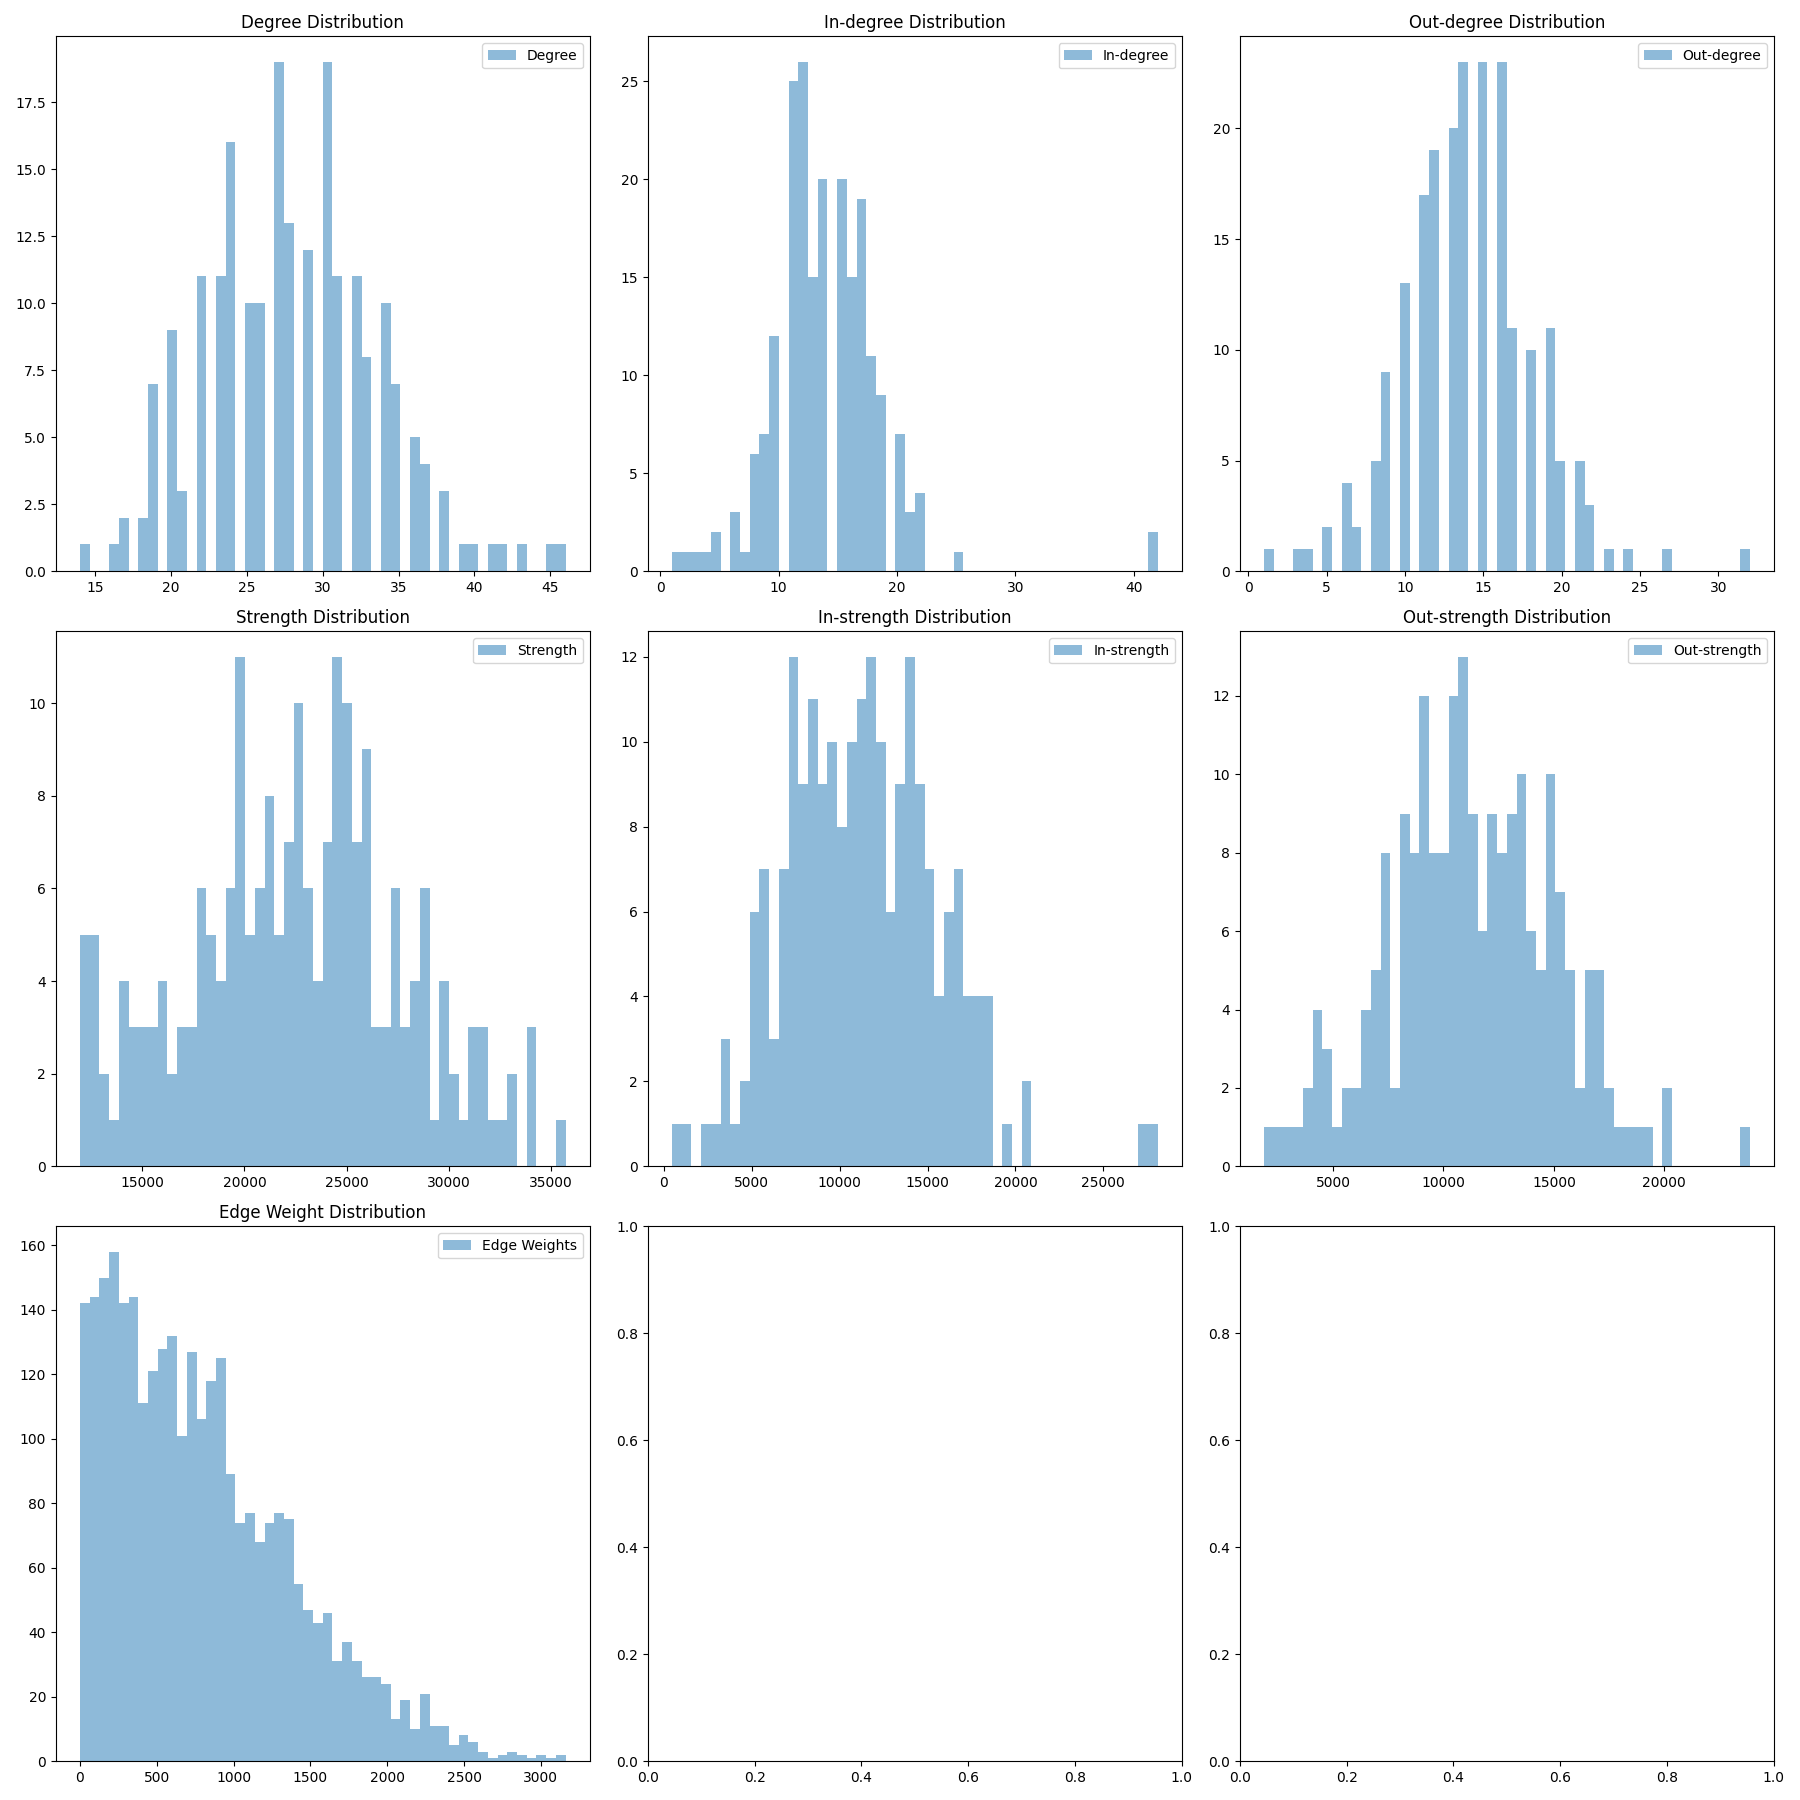 Degree Distribution
Degree
17.5
15.0
12.5
10.0
7.5
5.0
2.5
0.0
15 20 25 30 35 40 45
In-degree Distribution
In-degree
25
20
15
10
5
0
0 10 20 30 40
Out-degree Distribution
Out-degree
20
15
10
5
0
0 5 10 15 20 25 30
Strength Distribution
Strength
10
8
6
4
2
0
15000 20000 25000 30000 35000
In-strength Distribution
In-strength
12
10
8
6
4
2
0
0 5000 10000 15000 20000 25000
Out-strength Distribution
Out-strength
12
10
8
6
4
2
0
5000 10000 15000 20000
Edge Weight Distribution
Edge Weights
160
140
120
100
80
60
40
20
0
0 500 1000 1500 2000 2500 3000
1.0
0.8
0.6
0.4
0.2
0.0
0.0 0.2 0.4 0.6 0.8 1.0
1.0
0.8
0.6
0.4
0.2
0.0
0.0 0.2 0.4 0.6 0.8 1.0